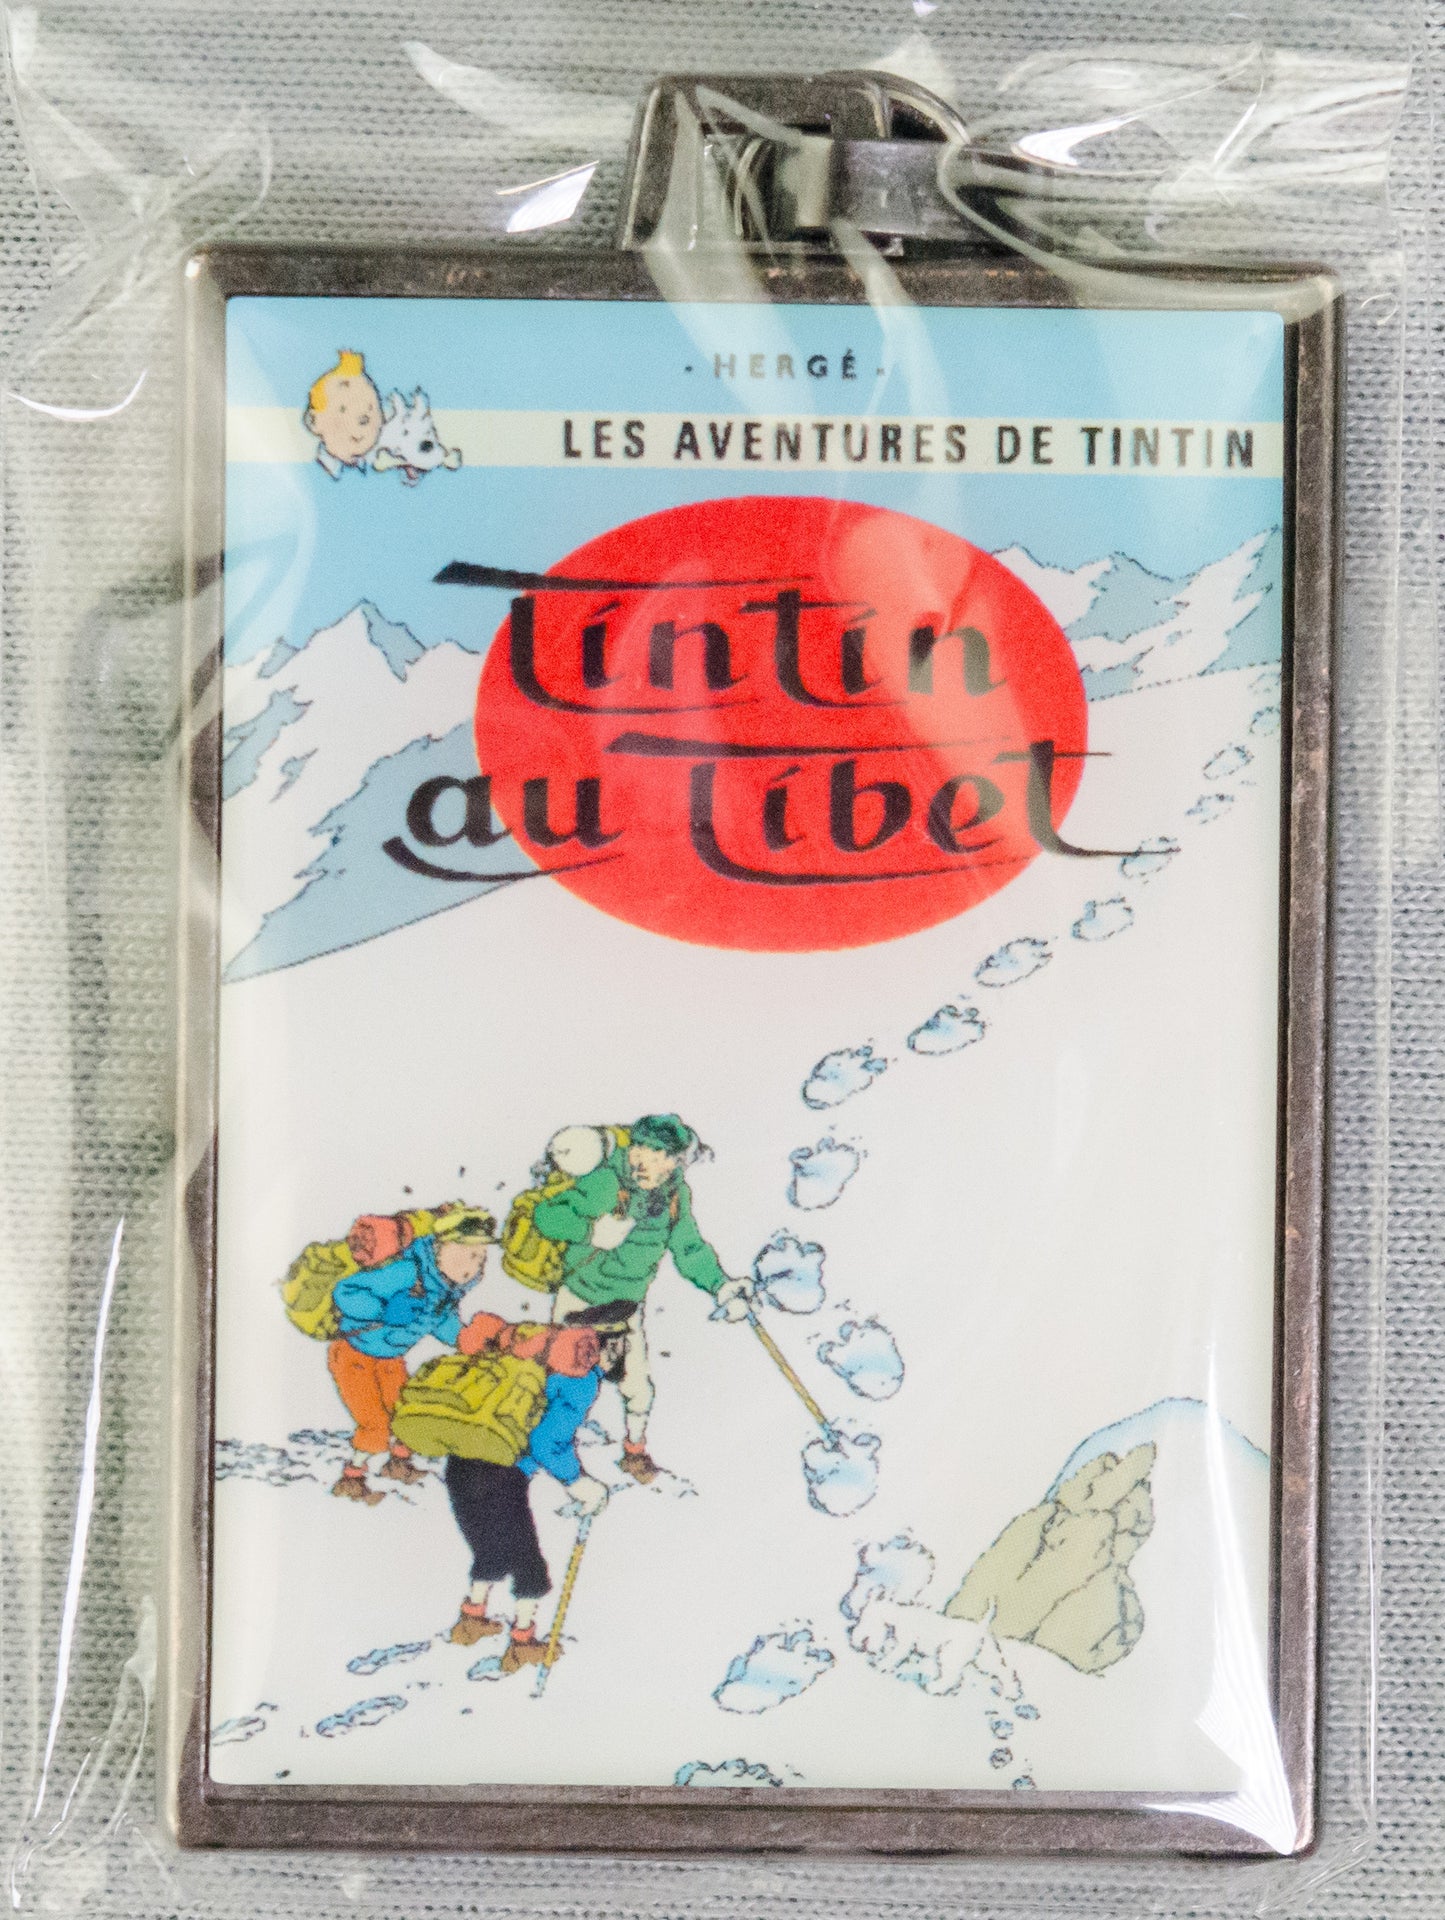 · HERGÉ ·
LES AVENTURES DE TINTIN
Tintin
au Tibet